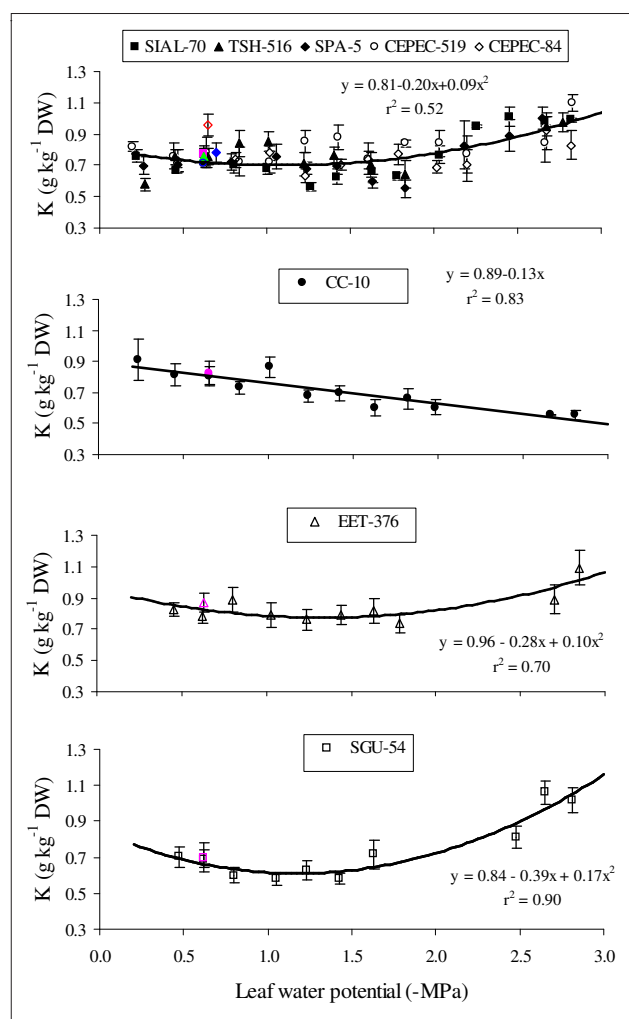 SIAL-70 TSH-516 SPA-5 CEPEC-519 CEPEC-84
y = 0.81-0.20x+0.09x²
r² = 0.52
K (g kg⁻¹ DW)
1.3
1.1
0.9
0.7
0.5
0.3
CC-10
y = 0.89-0.13x
r² = 0.83
K (g kg⁻¹ DW)
1.3
1.1
0.9
0.7
0.5
0.3
EET-376
K (g kg⁻¹ DW)
1.3
1.1
0.9
0.7
0.5
0.3
y = 0.96 - 0.28x + 0.10x²
r² = 0.70
SGU-54
K (g kg⁻¹ DW)
1.3
1.1
0.9
0.7
0.5
0.3
y = 0.84 - 0.39x + 0.17x²
r² = 0.90
0.0 0.5 1.0 1.5 2.0 2.5 3.0
Leaf water potential (-MPa)